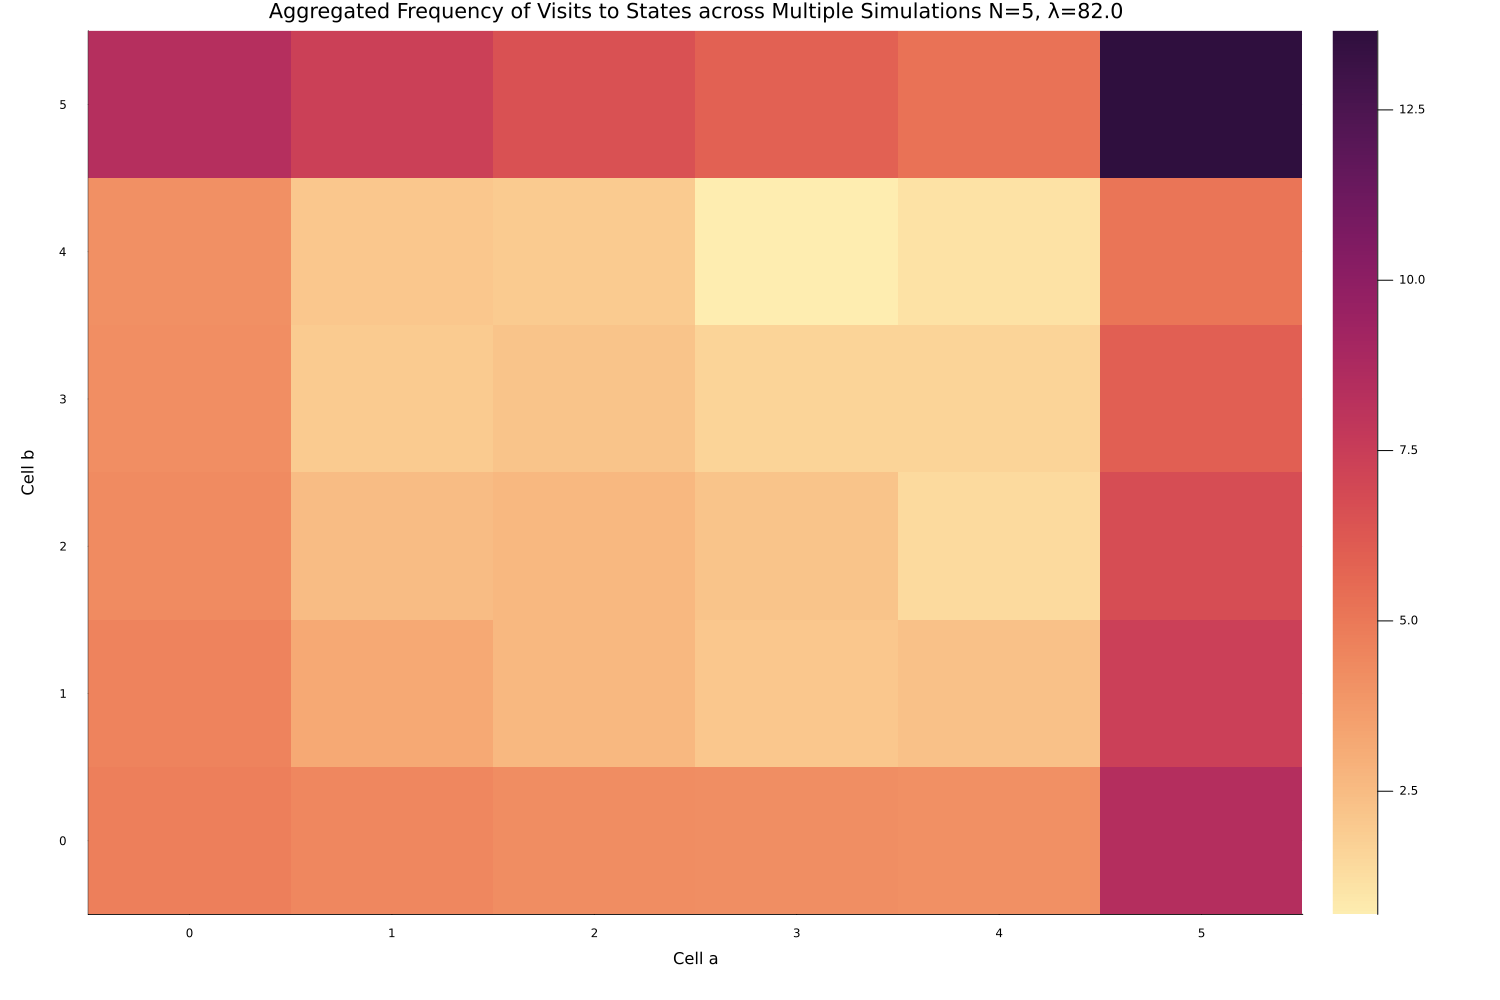 Aggregated Frequency of Visits to States across Multiple Simulations N=5, λ=82.0
5
4
3
2
1
0
Cell b
0 1 2 3 4 5
Cell a
12.5
10.0
7.5
5.0
2.5